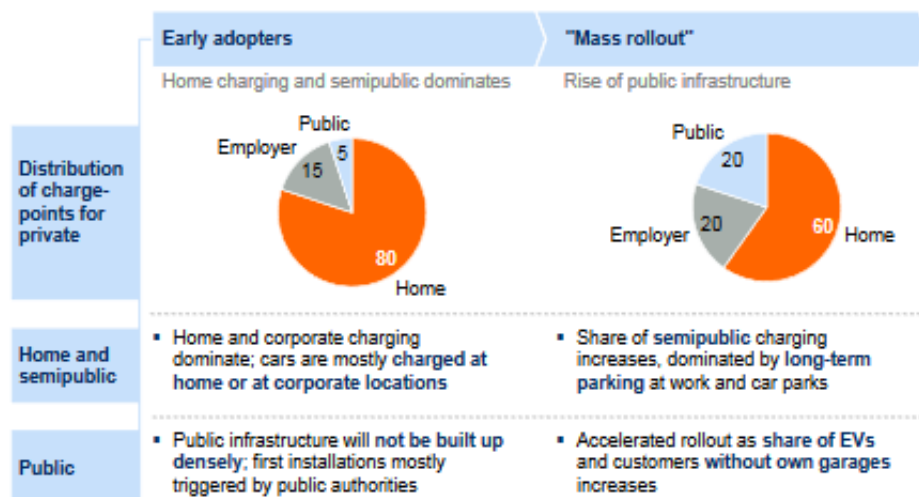 Early adopters
"Mass rollout"
Home charging and semipublic dominates
Rise of public infrastructure
Distribution
of charge-
points for
private
Public
5
Employer
15
80
Home
Public
20
Employer
20
60
Home
Home and
semipublic
▪ Home and corporate charging
dominate; cars are mostly charged at
home or at corporate locations
▪ Share of semipublic charging
increases, dominated by long-term
parking at work and car parks
Public
▪ Public infrastructure will not be built up
densely; first installations mostly
triggered by public authorities
▪ Accelerated rollout as share of EVs
and customers without own garages
increases